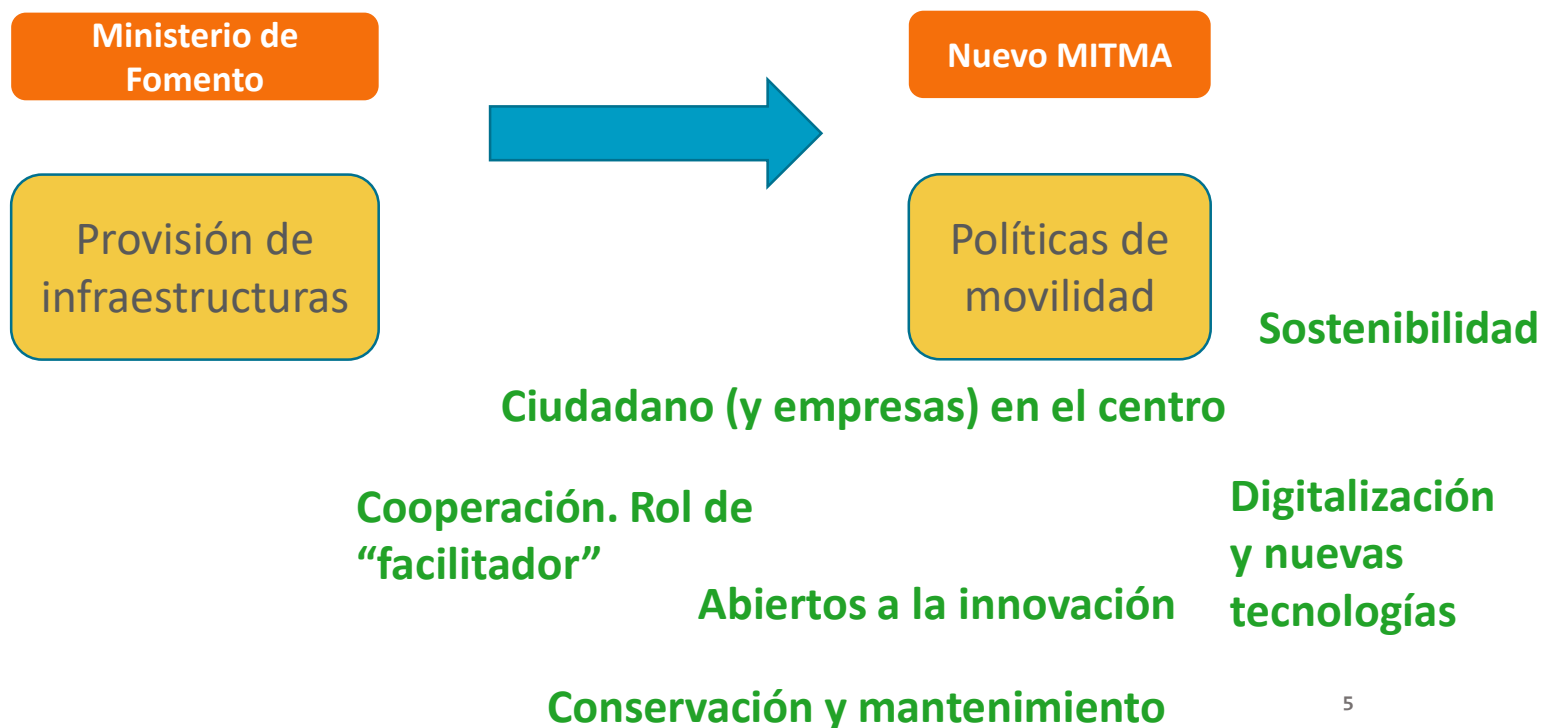 Ministerio de
Fomento
Nuevo MITMA
Provisión de
infraestructuras
Políticas de
movilidad
Sostenibilidad
Ciudadano (y empresas) en el centro
Cooperación. Rol de
“facilitador”
Digitalización
y nuevas
tecnologías
Abiertos a la innovación
Conservación y mantenimiento
5